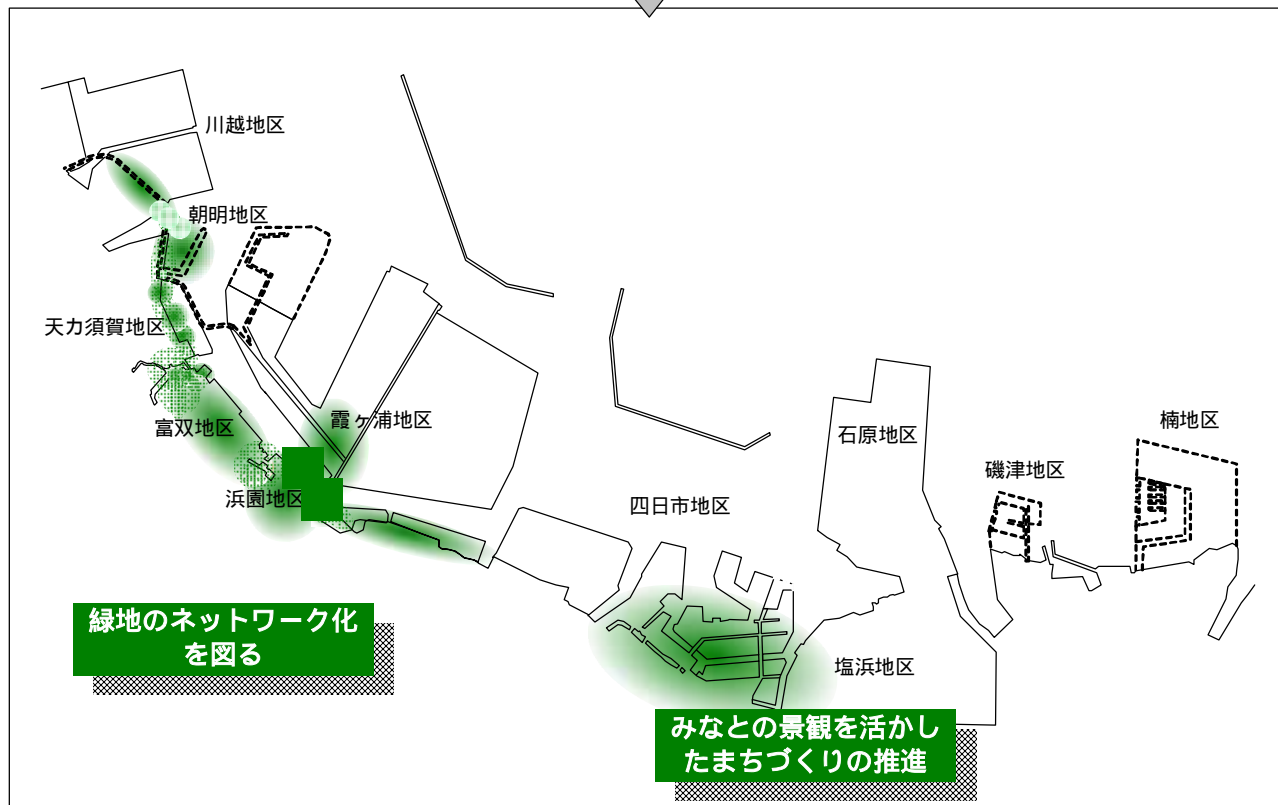 川越地区
朝明地区
天力須賀地区
富双地区
霞ヶ浦地区
浜園地区
四日市地区
石原地区
磯津地区
楠地区
塩浜地区
緑地のネットワーク化
を図る
みなとの景観を活かし
たまちづくりの推進